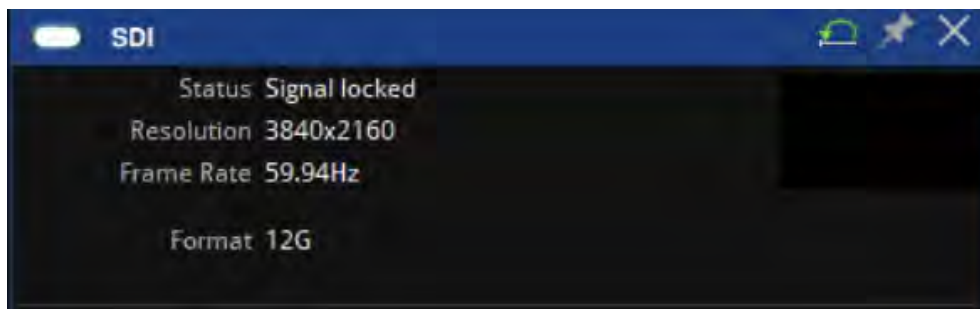 SDI
Status Signal locked
Resolution 3840x2160
Frame Rate 59.94Hz
Format 12G